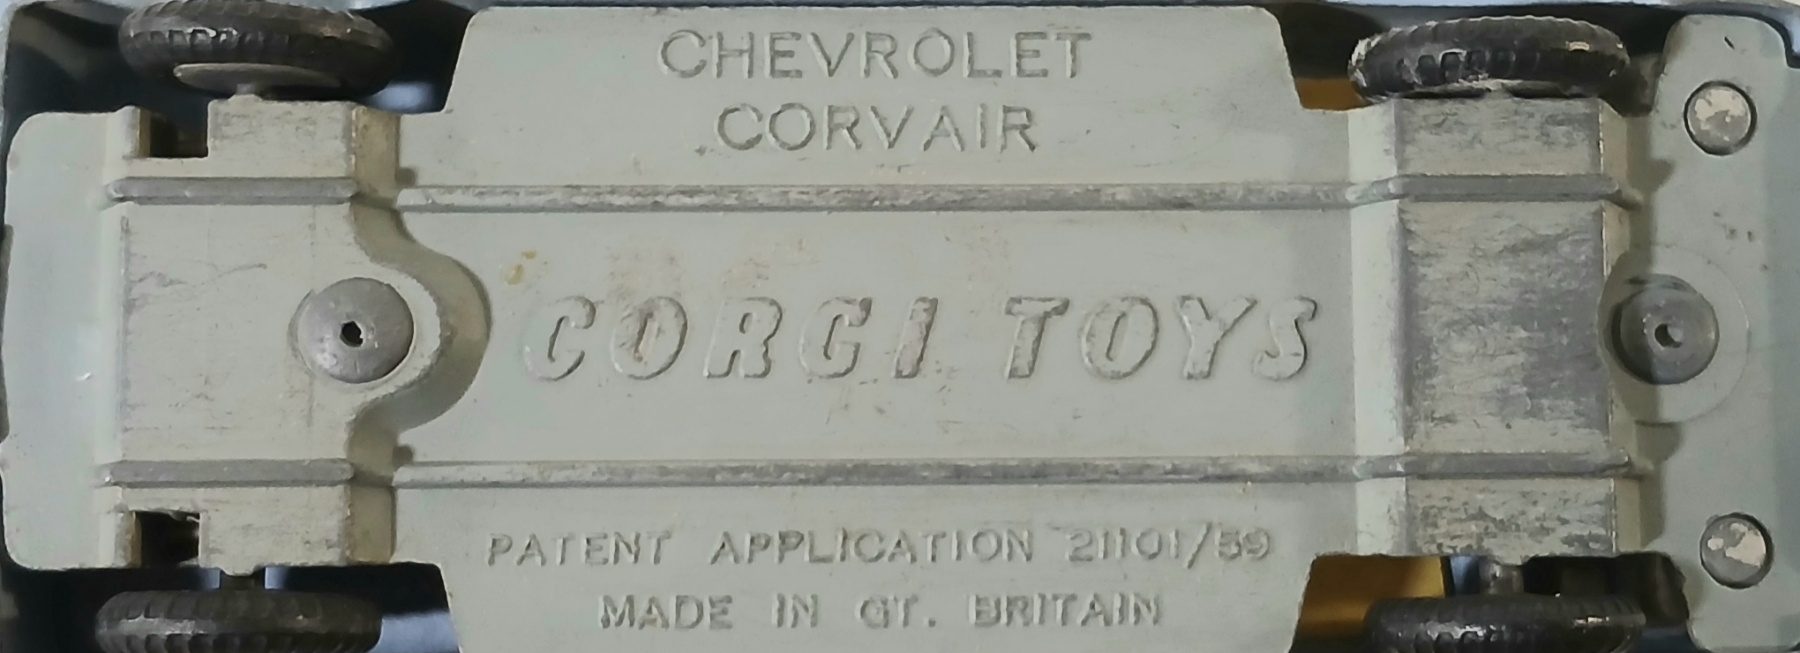 CHEVROLET
CORVAIR
CORGI TOYS
PATENT APPLICATION 21101/59
MADE IN GT. BRITAIN